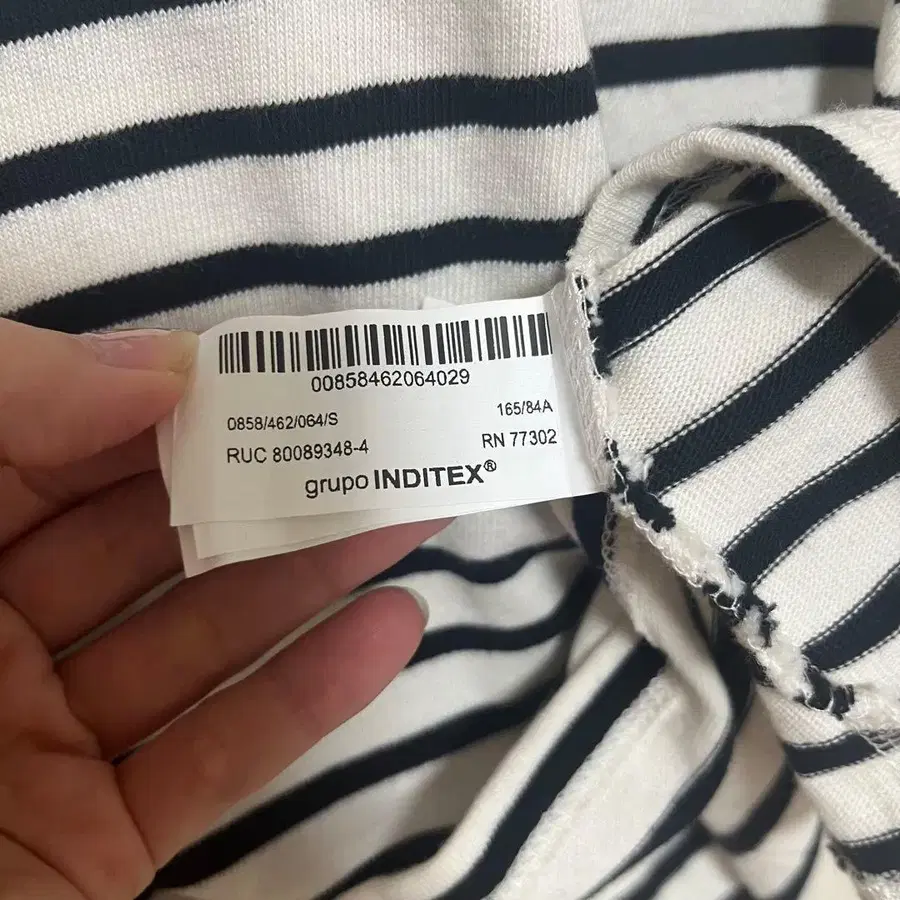 00858462064029
0858/462/064/S 165/84A
RUC 80089348-4 RN 77302
grupo INDITEX®